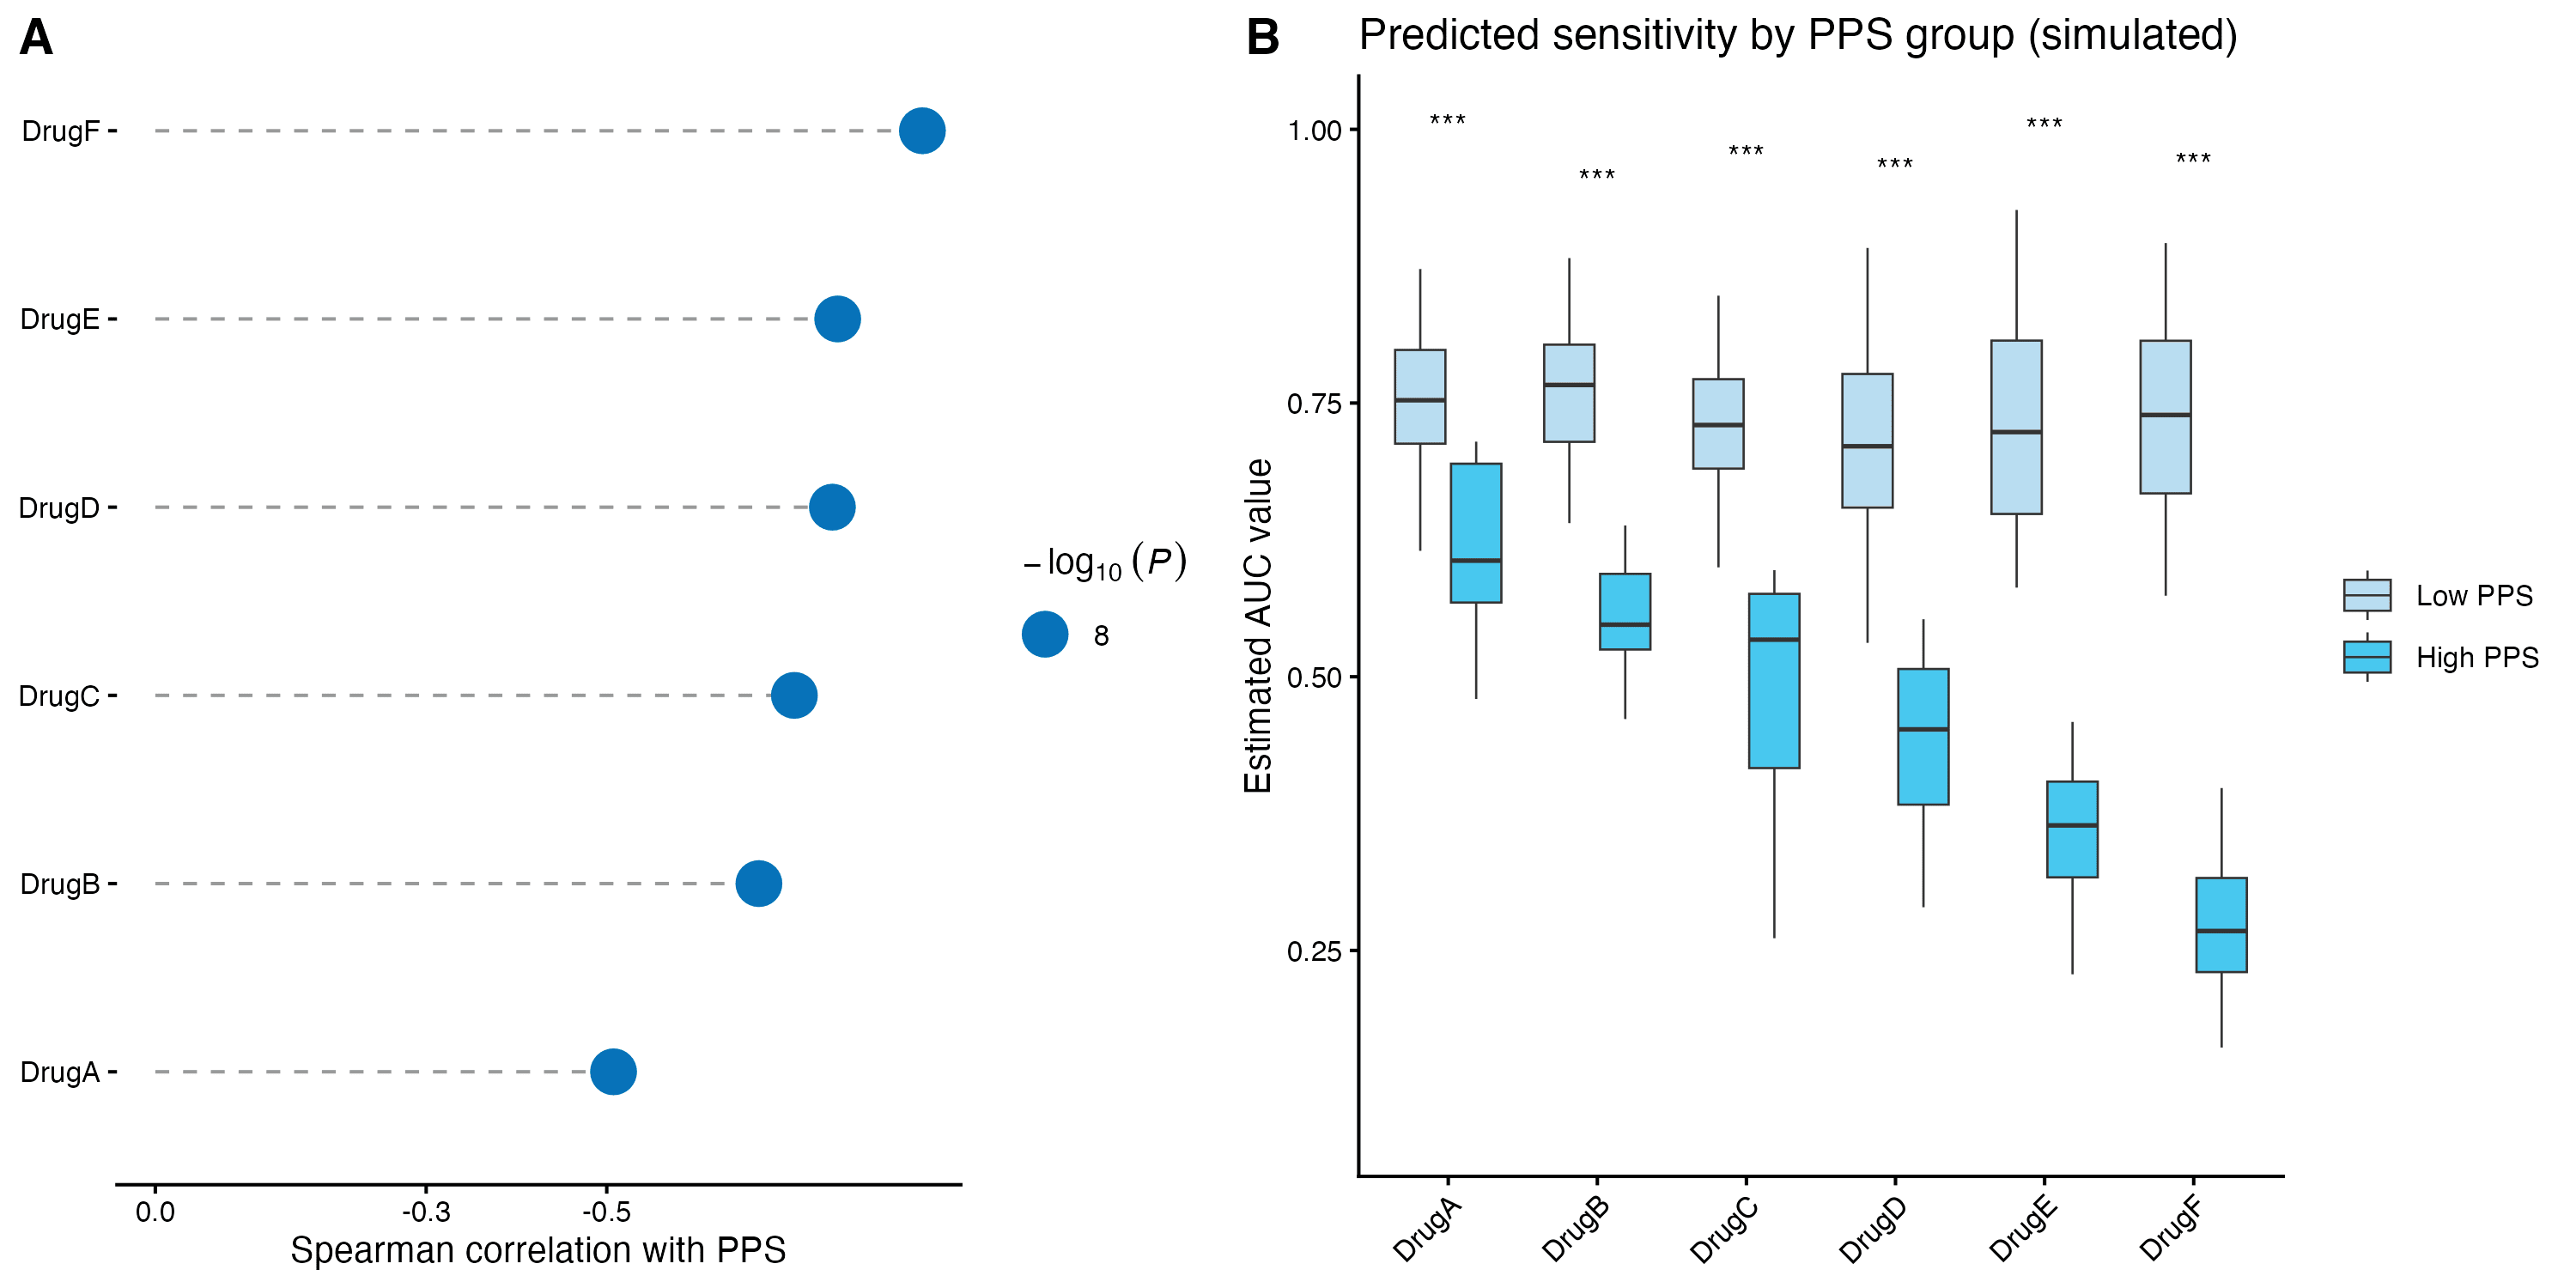 A
DrugF
DrugE
DrugD
DrugC
DrugB
DrugA
0.0
-0.3
-0.5
Spearman correlation with PPS
−log10 (P)
8
B
Predicted sensitivity by PPS group (simulated)
Estimated AUC value
1.00
0.75
0.50
0.25
***
***
***
***
***
***
DrugA
DrugB
DrugC
DrugD
DrugE
DrugF
Low PPS
High PPS